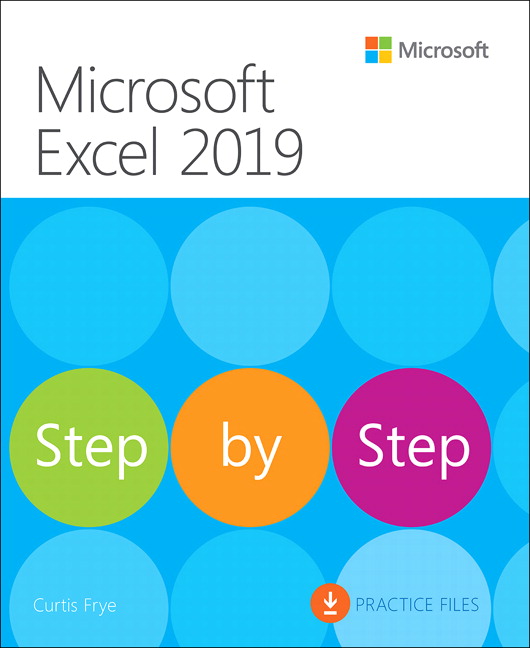 Microsoft
Microsoft
Excel 2019
Step by Step
Curtis Frye
PRACTICE FILES